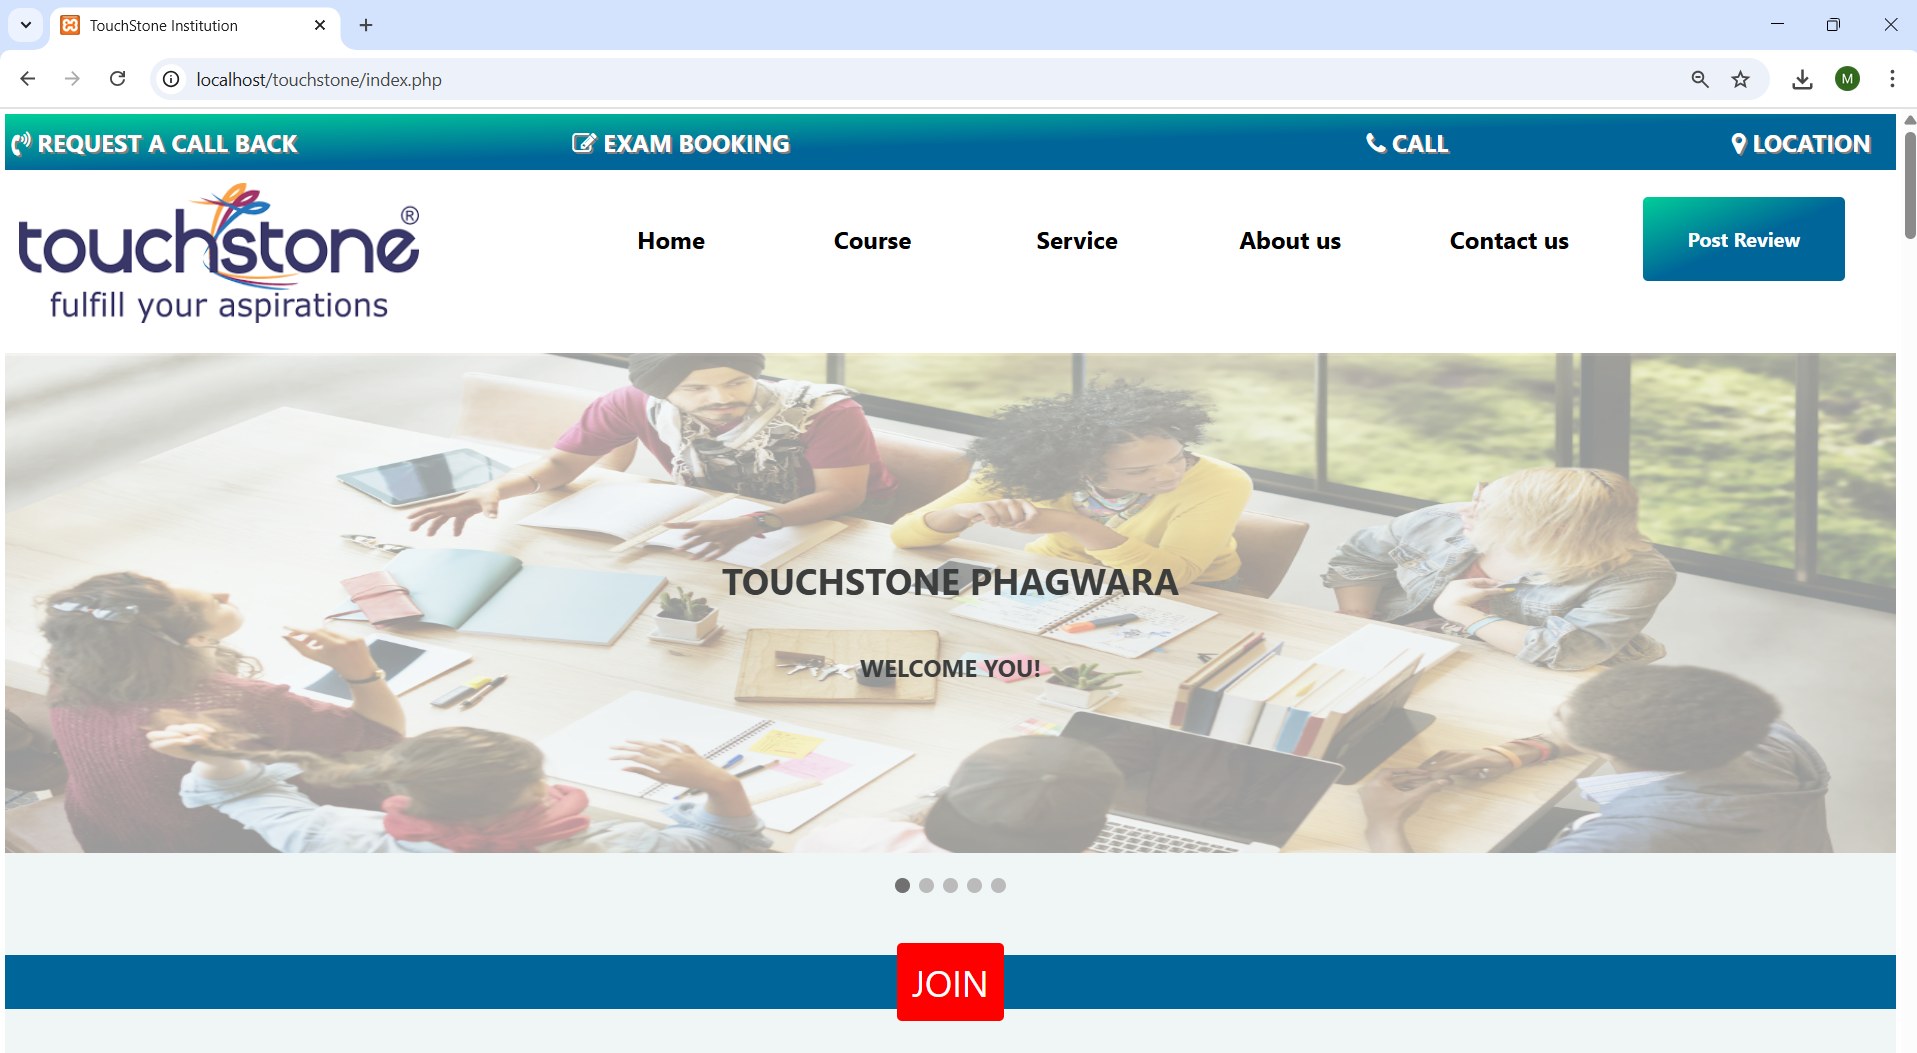 TouchStone Institution
localhost/touchstone/index.php
M
REQUEST A CALL BACK
EXAM BOOKING
CALL
LOCATION
touchstone®
fulfill your aspirations
Home
Course
Service
About us
Contact us
Post Review
TOUCHSTONE PHAGWARA
WELCOME YOU!
JOIN